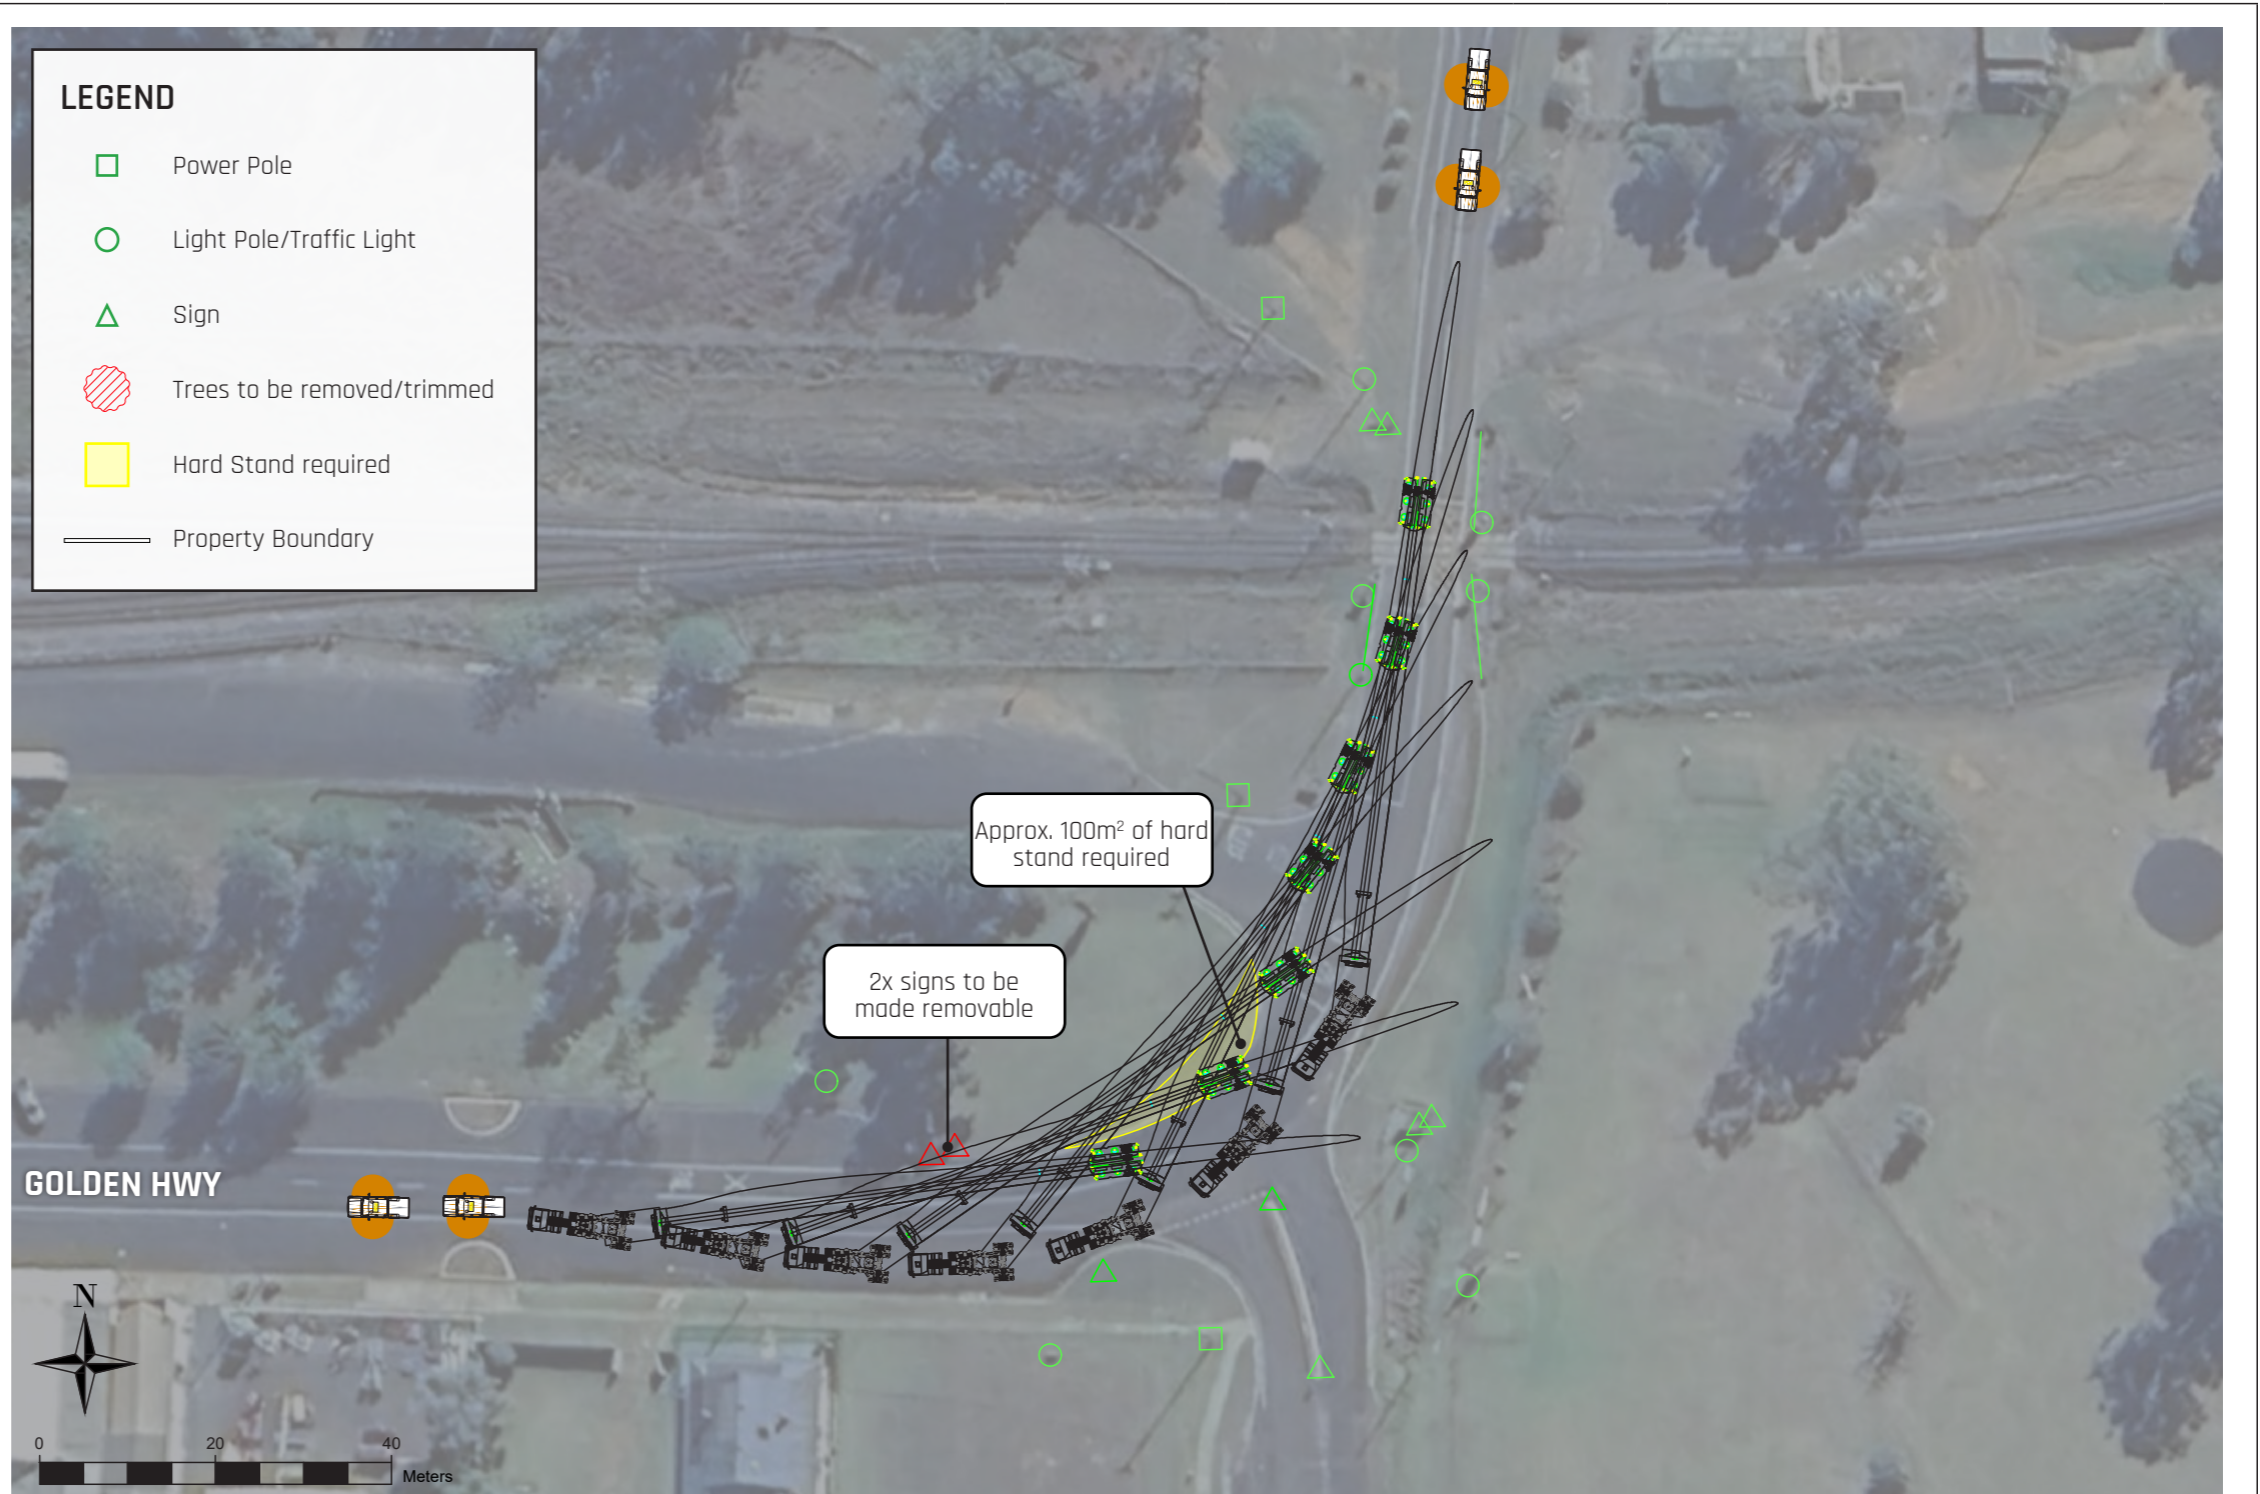 LEGEND
Power Pole
Light Pole/Traffic Light
Sign
Trees to be removed/trimmed
Hard Stand required
Property Boundary
Approx. 100m² of hard
stand required
2x signs to be
made removable
GOLDEN HWY
N
0 20 40
Meters